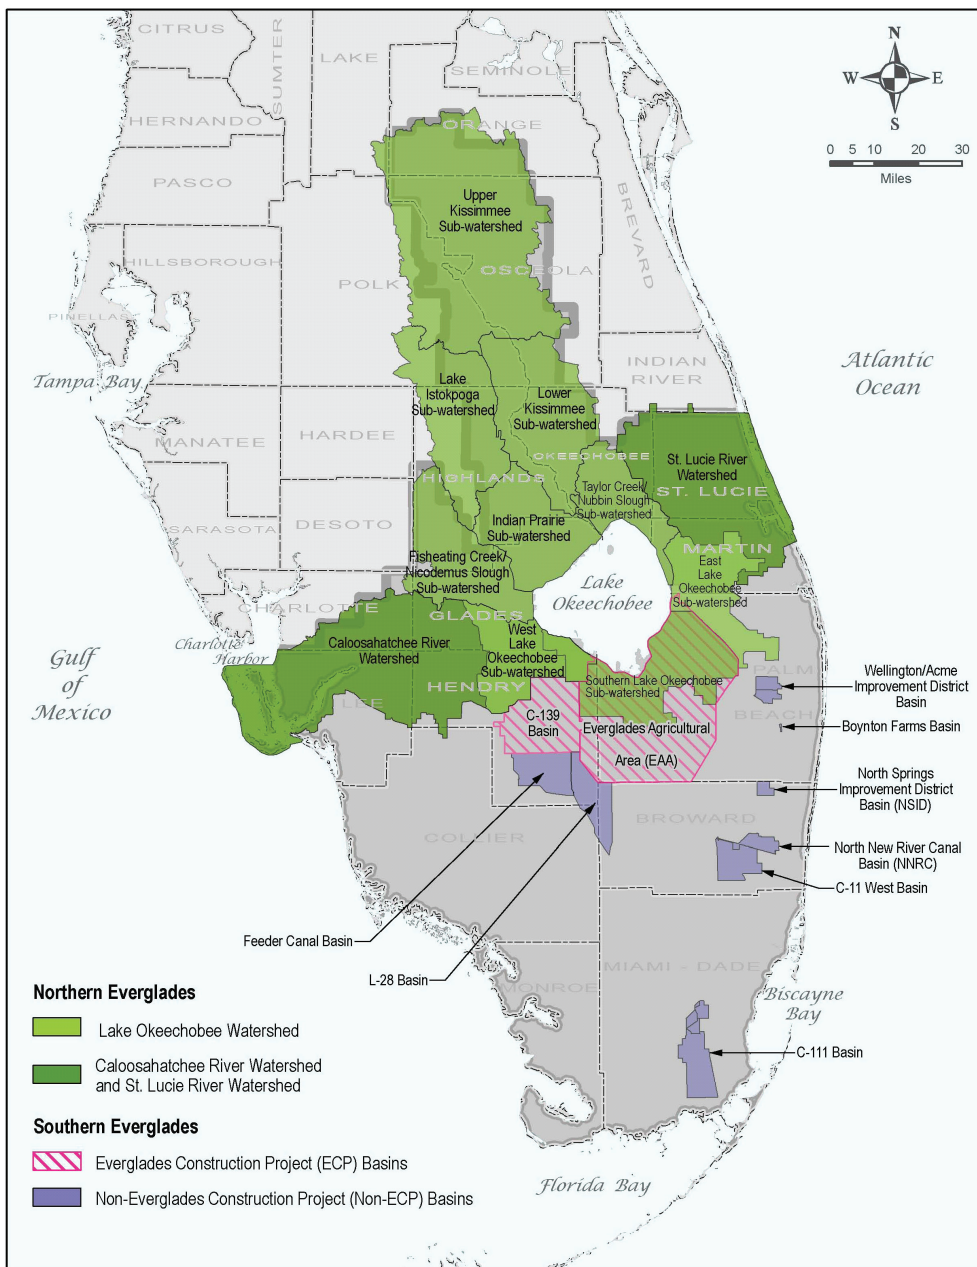 CITRUS
SUMTER
LAKE
SEMINOLE
ORANGE
HERNANDO
PASCO
HILLSBOROUGH
PINELLAS
POLK
OSCEOLA
BREVARD
N
W
E
S
0 5 10 20 30
Miles
Upper
Kissimmee
Sub-watershed
Tampa Bay
Atlantic
Ocean
INDIAN
RIVER
Lake
Istokpoga
Sub-watershed
Lower
Kissimmee
Sub-watershed
MANATEE
HARDEE
OKEECHOBEE
HIGHLANDS
St. Lucie River
Watershed
ST. LUCIE
Taylor Creek/
Nubbin Slough
Sub-watershed
SARASOTA
DESOTO
Indian Prairie
Sub-watershed
MARTIN
Fisheating Creek/
Nicodemus Slough
Sub-watershed
East
Lake
Okeechobee
Sub-watershed
Lake
Okeechobee
CHARLOTTE
GLADES
Charlotte
Harbor
Caloosahatchee River
Watershed
West
Lake
Okeechobee
Sub-watershed
Gulf
of
Mexico
LEE
HENDRY
Southern Lake Okeechobee
Sub-watershed
PALM
BEACH
Wellington/Acme
Improvement District
Basin
C-139
Basin
Everglades Agricultural
Area (EAA)
Boynton Farms Basin
North Springs
Improvement District
Basin (NSID)
COLLIER
BROWARD
North New River Canal
Basin (NNRC)
C-11 West Basin
Feeder Canal Basin
L-28 Basin
MONROE
MIAMI - DADE
Biscayne
Bay
C-111 Basin
Florida Bay
Northern Everglades
Lake Okeechobee Watershed
Caloosahatchee River Watershed
and St. Lucie River Watershed
Southern Everglades
Everglades Construction Project (ECP) Basins
Non-Everglades Construction Project (Non-ECP) Basins